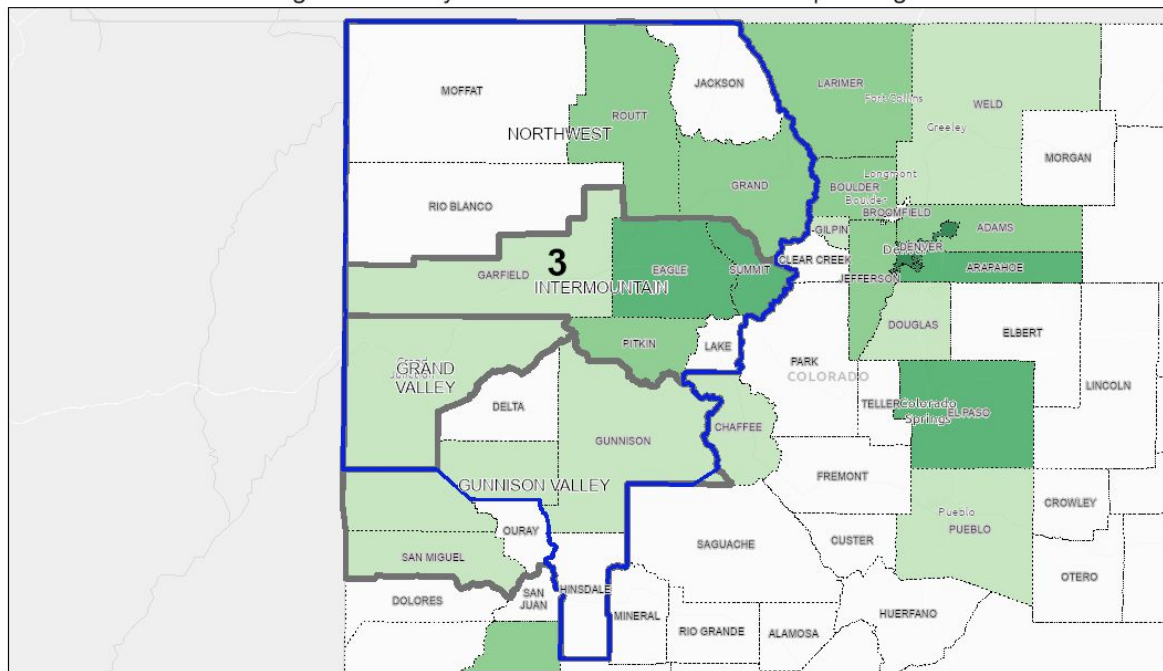 MOFFAT
JACKSON
LARIMER
Fort Collins
WELD
Greeley
ROUTT
NORTHWEST
MORGAN
RIO BLANCO
GRAND
BOULDER
Longmont
Boulder
BROOMFIELD
GILPIN
ADAMS
DENVER
CLEAR CREEK
ARAPAHOE
JEFFERSON
GARFIELD
3
EAGLE
SUMMIT
INTERMOUNTAIN
DOUGLAS
ELBERT
PITKIN
LAKE
PARK
COLORADO
GRAND
VALLEY
DELTA
TELLER
Colorado
Springs
EL PASO
LINCOLN
GUNNISON
CHAFFEE
FREMONT
GUNNISON VALLEY
OURAY
CROWLEY
Pueblo
PUEBLO
SAN MIGUEL
SAGUACHE
CUSTER
OTERO
DOLORES
SAN
JUAN
HINSDALE
MINERAL
RIO GRANDE
ALAMOSA
HUERFANO